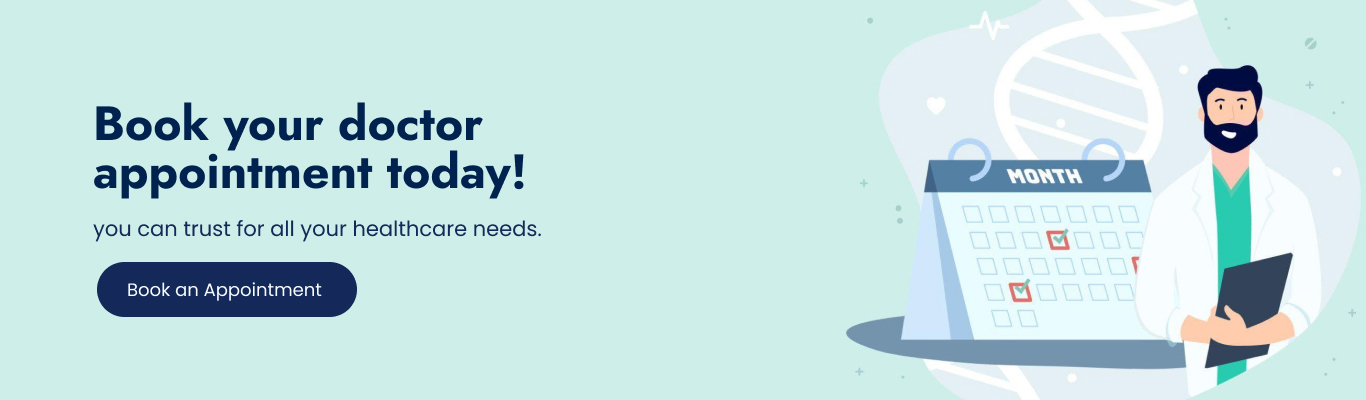 Book your doctor
appointment today!
you can trust for all your healthcare needs.
Book an Appointment
MONTH